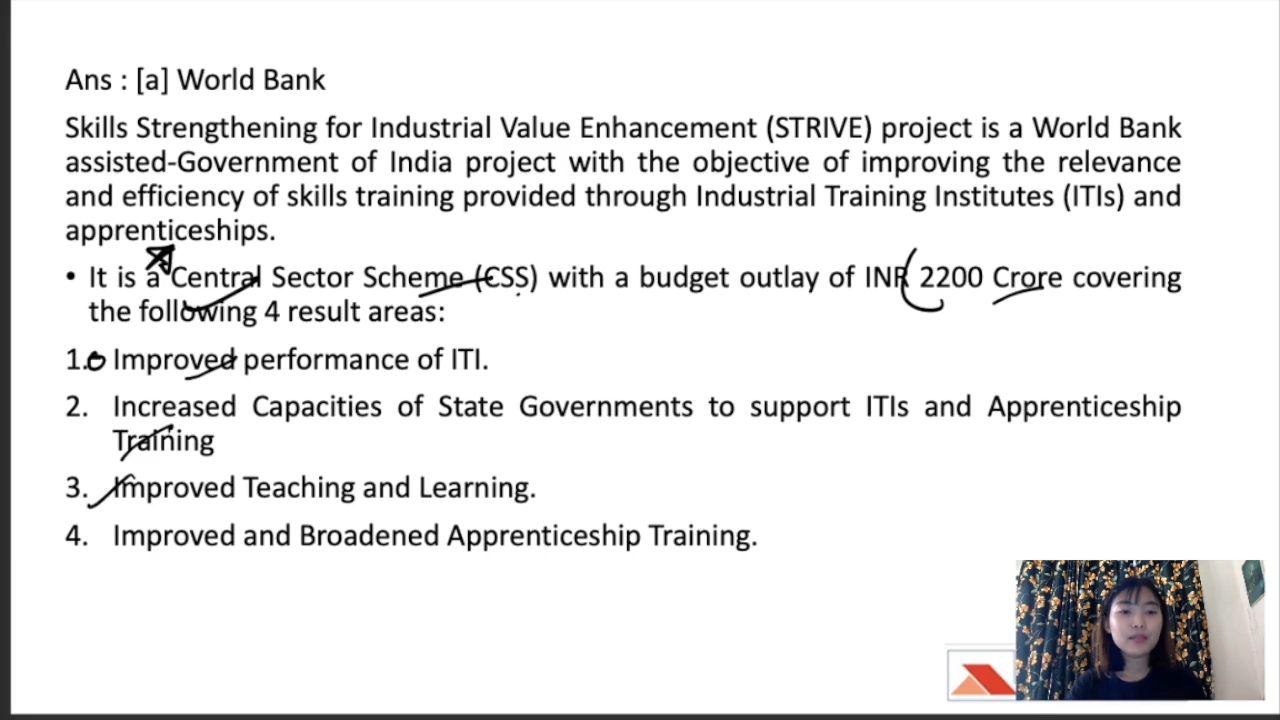 Ans : [a] World Bank
Skills Strengthening for Industrial Value Enhancement (STRIVE) project is a World Bank
assisted-Government of India project with the objective of improving the relevance
and efficiency of skills training provided through Industrial Training Institutes (ITIs) and
apprenticeships.
• It is a Central Sector Scheme (CSS) with a budget outlay of INR 2200 Crore covering
the following 4 result areas:
1. Improved performance of ITI.
2. Increased Capacities of State Governments to support ITIs and Apprenticeship
Training
3. Improved Teaching and Learning.
4. Improved and Broadened Apprenticeship Training.